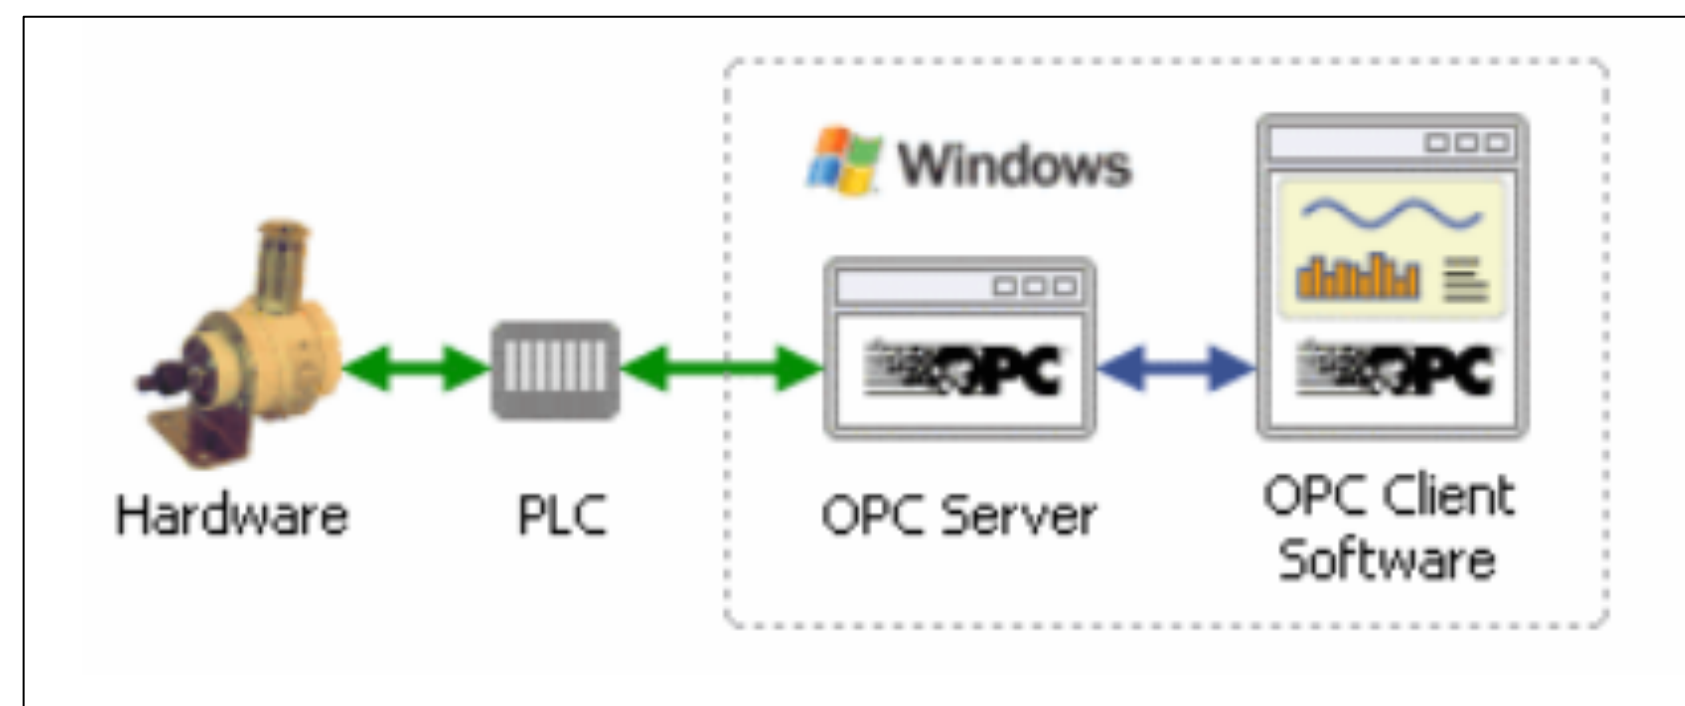 Windows
OPC
OPC
Hardware
PLC
OPC Server
OPC Client
Software